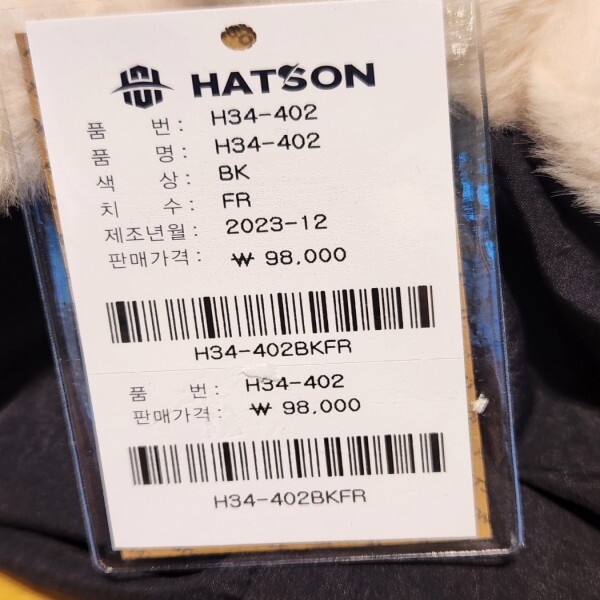 HATSON
품 번 : H34-402
품 명 : H34-402
색 상 : BK
치 수 : FR
제조년월 : 2023-12
판매가격 : ₩ 98,000
H34-402BKFR
품 번 : H34-402
판매가격 : ₩ 98,000
H34-402BKFR